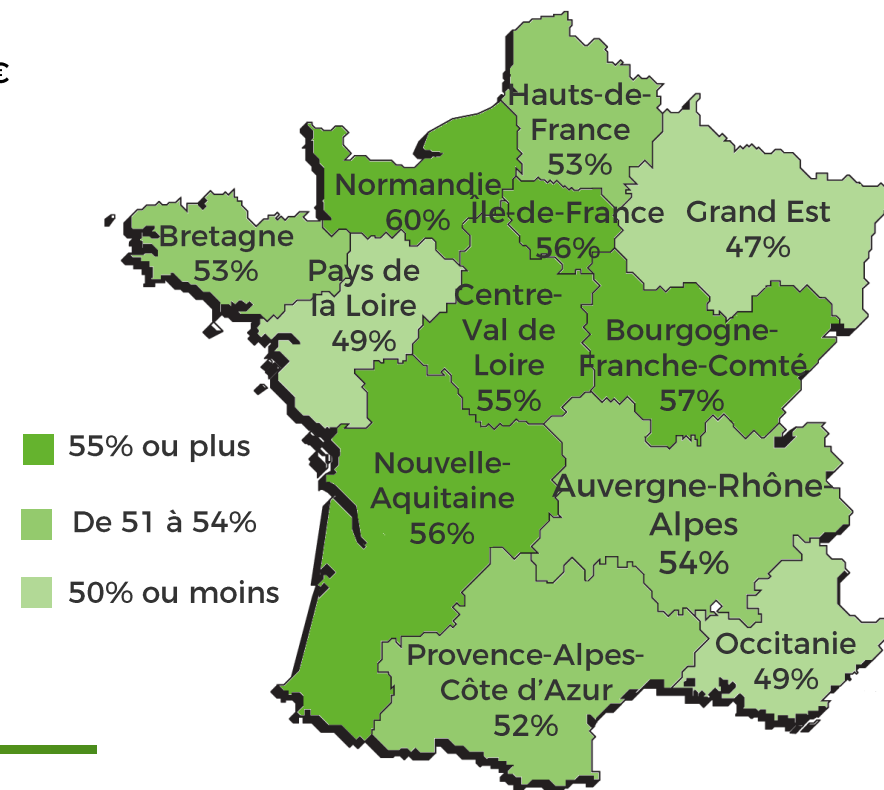 €
Hauts-de-
France
53%
Normandie
60%
Île-de-France
56%
Grand Est
47%
Bretagne
53%
Pays de
la Loire
49%
Centre-
Val de
Loire
55%
Bourgogne-
Franche-Comté
57%
55% ou plus
De 51 à 54%
50% ou moins
Nouvelle-
Aquitaine
56%
Auvergne-Rhône-
Alpes
54%
Provence-Alpes-
Côte d’Azur
52%
Occitanie
49%